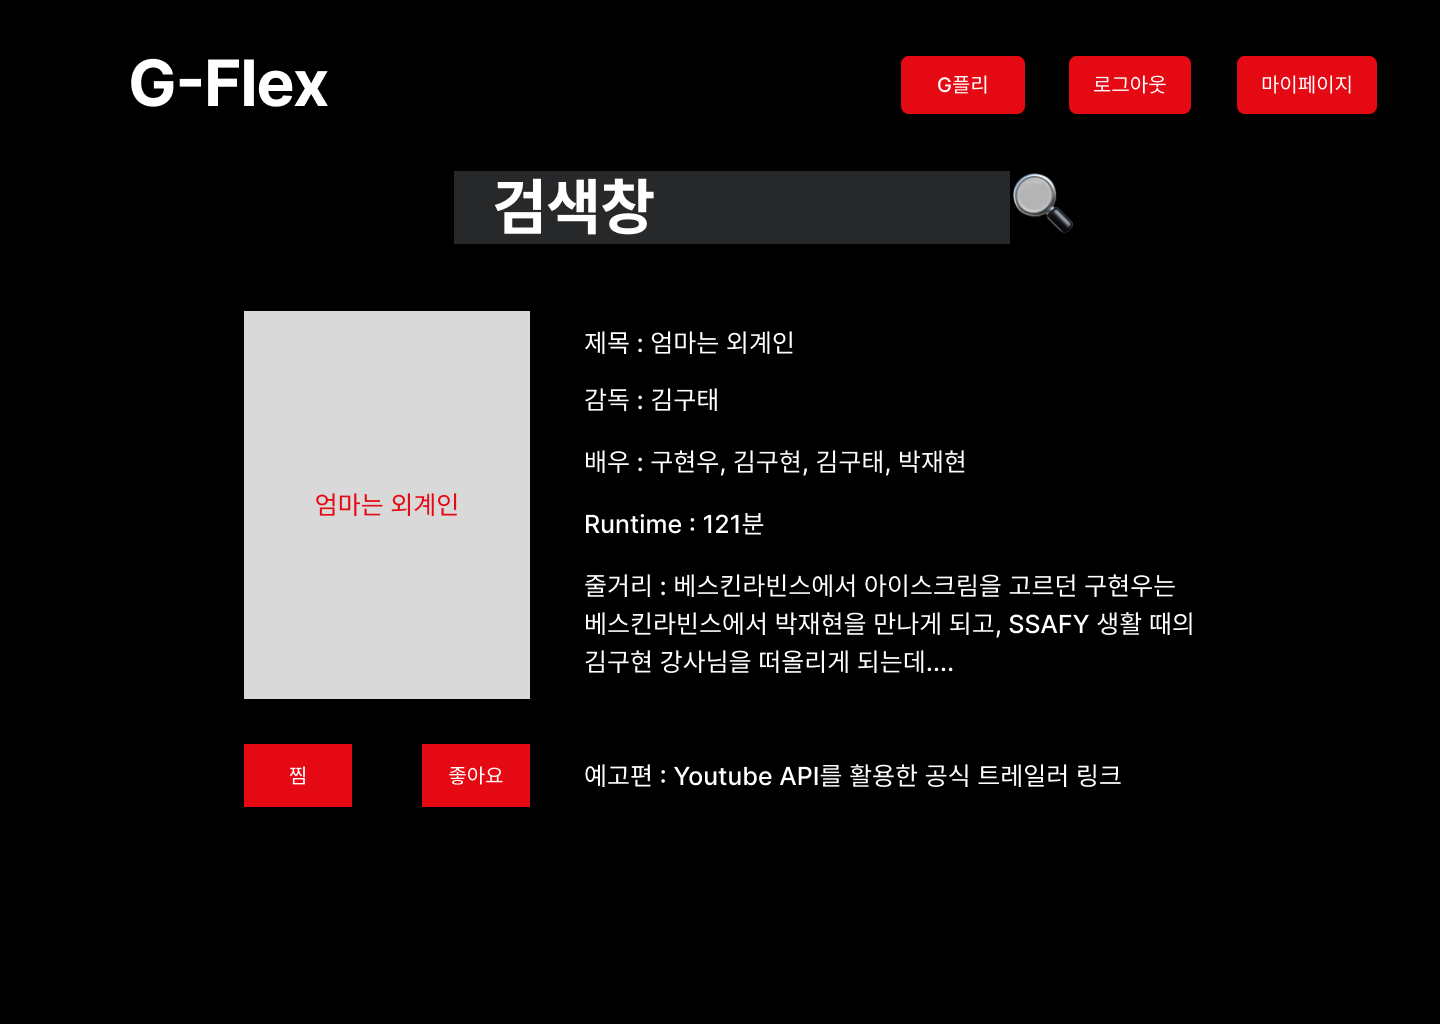 G-Flex
G플리
로그아웃
마이페이지
검색창
엄마는 외계인
제목 : 엄마는 외계인
감독 : 김구태
배우 : 구현우, 김구현, 김구태, 박재현
Runtime : 121분
줄거리 : 베스킨라빈스에서 아이스크림을 고르던 구현우는
베스킨라빈스에서 박재현을 만나게 되고, SSAFY 생활 때의
김구현 강사님을 떠올리게 되는데....
찜
좋아요
예고편 : Youtube API를 활용한 공식 트레일러 링크